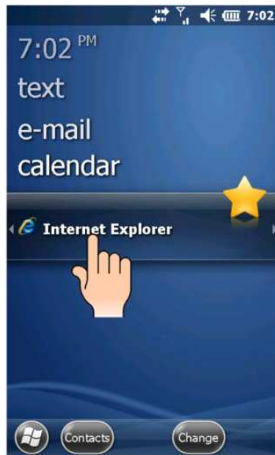 7:02
7:02 PM
text
e-mail
calendar
Internet Explorer
Contacts
Change